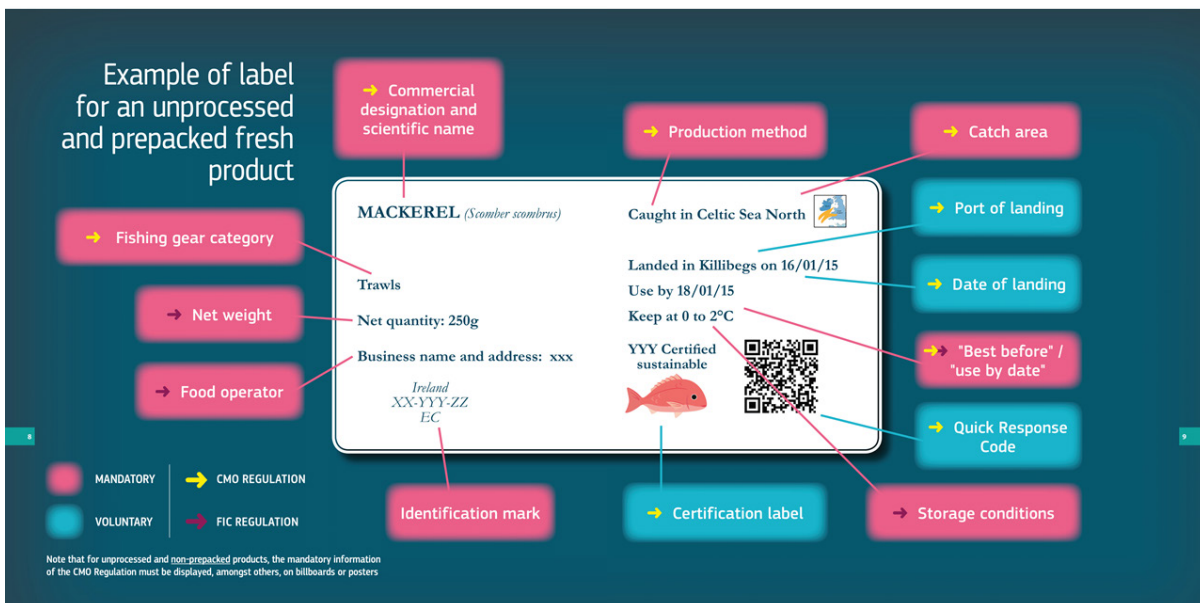 Example of label
for an unprocessed
and prepacked fresh
product
➔ Commercial
designation and
scientific name
➔ Production method
➔ Catch area
➔ Port of landing
➔ Date of landing
➔➔ "Best before" /
"use by date"
➔ Quick Response
Code
➔ Storage conditions
➔ Certification label
Identification mark
➔ Fishing gear category
➔ Net weight
➔ Food operator
MACKEREL (Scomber scombrus)
Trawls
Net quantity: 250g
Business name and address: xxx
Ireland
XX-YYY-ZZ
EC
Caught in Celtic Sea North
Landed in Killibegs on 16/01/15
Use by 18/01/15
Keep at 0 to 2°C
YYY Certified
sustainable
8
9
MANDATORY
VOLUNTARY
➔ CMO REGULATION
➔ FIC REGULATION
Note that for unprocessed and non-prepacked products, the mandatory information
of the CMO Regulation must be displayed, amongst others, on billboards or posters